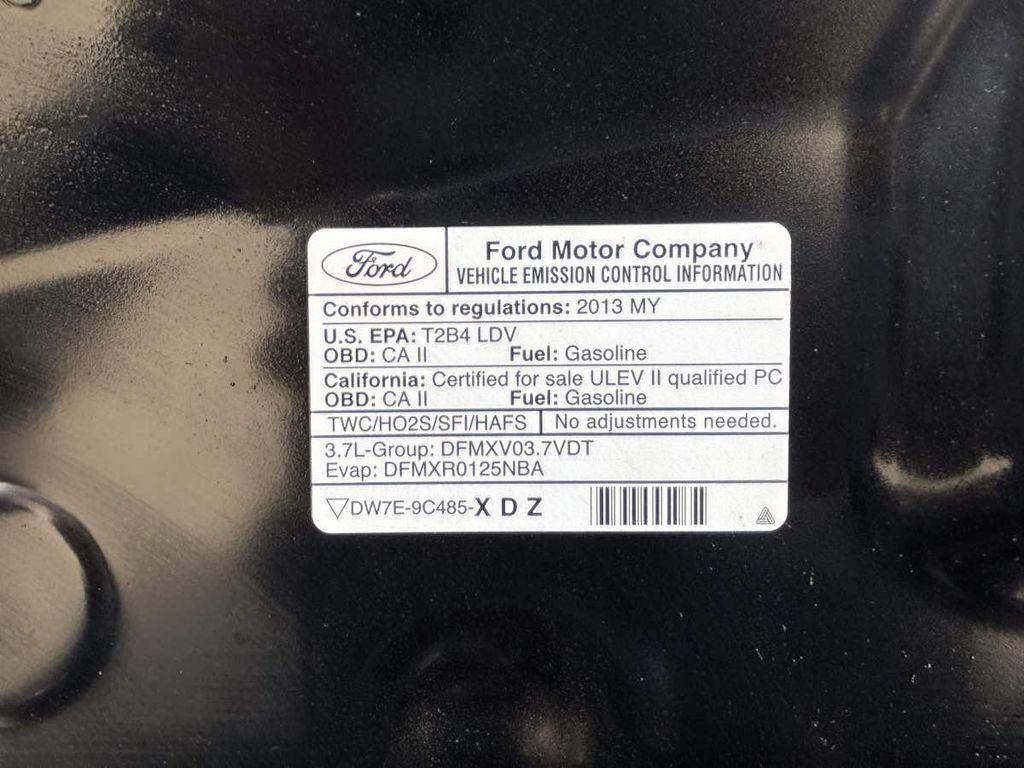 Ford
Ford Motor Company
VEHICLE EMISSION CONTROL INFORMATION
Conforms to regulations: 2013 MY
U.S. EPA: T2B4 LDV
OBD: CA II Fuel: Gasoline
California: Certified for sale ULEV II qualified PC
OBD: CA II Fuel: Gasoline
TWC/HO2S/SFI/HAFS No adjustments needed.
3.7L-Group: DFMXV03.7VDT
Evap: DFMXR0125NBA
▽DW7E-9C485-X D Z